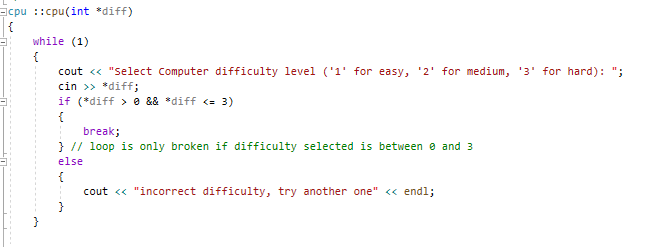 cpu ::cpu(int *diff)
{
while (1)
{
cout << "Select Computer difficulty level ('1' for easy, '2' for medium, '3' for hard): ";
cin >> *diff;
if (*diff > 0 && *diff <= 3)
{
break;
} // loop is only broken if difficulty selected is between 0 and 3
else
{
cout << "incorrect difficulty, try another one" << endl;
}
}